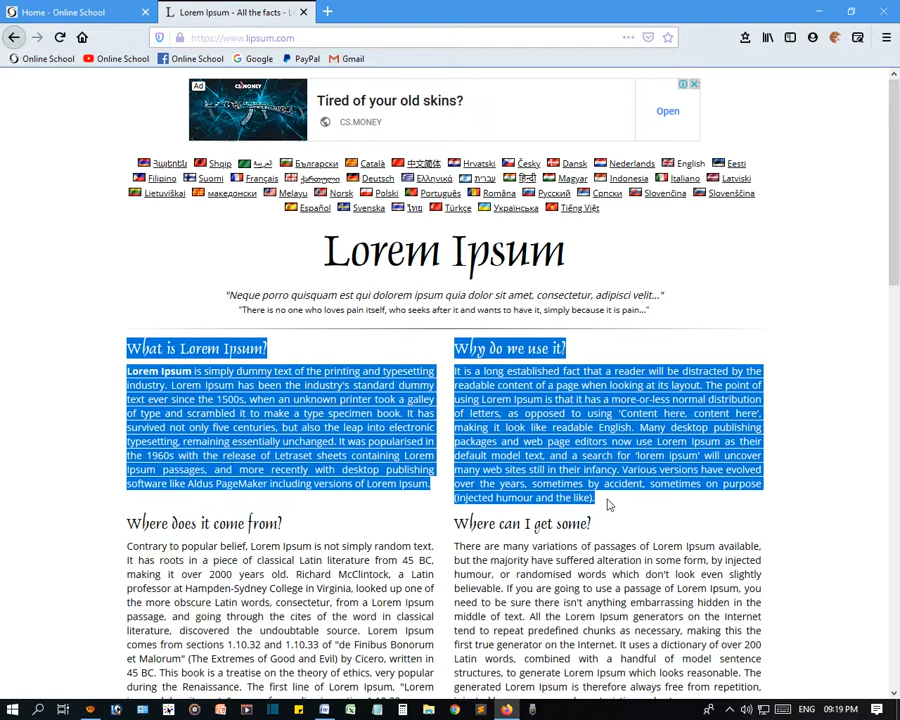 Home - Online School
Lorem Ipsum - All the facts - Li
https://www.lipsum.com
Online School
Online School
Online School
Google
PayPal
Gmail
Ad
CS:MONEY
Tired of your old skins?
CS.MONEY
Open
Հայերեն Shqip العربية Български Català 中文简体 Hrvatski Česky Dansk Nederlands English Eesti
Filipino Suomi Français ქართული Deutsch Ελληνικά עברית हिन्दी Magyar Indonesia Italiano Latviski
Lietuviškai македонски Melayu Norsk Polski Português Româna Русский Српски Slovenčina Slovenščina
Español Svenska ไทย Türkçe Українська Tiếng Việt
Lorem Ipsum
"Neque porro quisquam est qui dolorem ipsum quia dolor sit amet, consectetur, adipisci velit..."
"There is no one who loves pain itself, who seeks after it and wants to have it, simply because it is pain..."
What is Lorem Ipsum?
Lorem Ipsum is simply dummy text of the printing and typesetting
industry. Lorem Ipsum has been the industry's standard dummy
text ever since the 1500s, when an unknown printer took a galley
of type and scrambled it to make a type specimen book. It has
survived not only five centuries, but also the leap into electronic
typesetting, remaining essentially unchanged. It was popularised in
the 1960s with the release of Letraset sheets containing Lorem
Ipsum passages, and more recently with desktop publishing
software like Aldus PageMaker including versions of Lorem Ipsum.
Why do we use it?
It is a long established fact that a reader will be distracted by the
readable content of a page when looking at its layout. The point of
using Lorem Ipsum is that it has a more-or-less normal distribution
of letters, as opposed to using 'Content here, content here',
making it look like readable English. Many desktop publishing
packages and web page editors now use Lorem Ipsum as their
default model text, and a search for 'lorem ipsum' will uncover
many web sites still in their infancy. Various versions have evolved
over the years, sometimes by accident, sometimes on purpose
(injected humour and the like).
Where does it come from?
Contrary to popular belief, Lorem Ipsum is not simply random text.
It has roots in a piece of classical Latin literature from 45 BC,
making it over 2000 years old. Richard McClintock, a Latin
professor at Hampden-Sydney College in Virginia, looked up one of
the more obscure Latin words, consectetur, from a Lorem Ipsum
passage, and going through the cites of the word in classical
literature, discovered the undoubtable source. Lorem Ipsum
comes from sections 1.10.32 and 1.10.33 of "de Finibus Bonorum
et Malorum" (The Extremes of Good and Evil) by Cicero, written in
45 BC. This book is a treatise on the theory of ethics, very popular
during the Renaissance. The first line of Lorem Ipsum, "Lorem
Where can I get some?
There are many variations of passages of Lorem Ipsum available,
but the majority have suffered alteration in some form, by injected
humour, or randomised words which don't look even slightly
believable. If you are going to use a passage of Lorem Ipsum, you
need to be sure there isn't anything embarrassing hidden in the
middle of text. All the Lorem Ipsum generators on the Internet
tend to repeat predefined chunks as necessary, making this the
first true generator on the Internet. It uses a dictionary of over 200
Latin words, combined with a handful of model sentence
structures, to generate Lorem Ipsum which looks reasonable. The
generated Lorem Ipsum is therefore always free from repetition,
ENG
09:19 PM